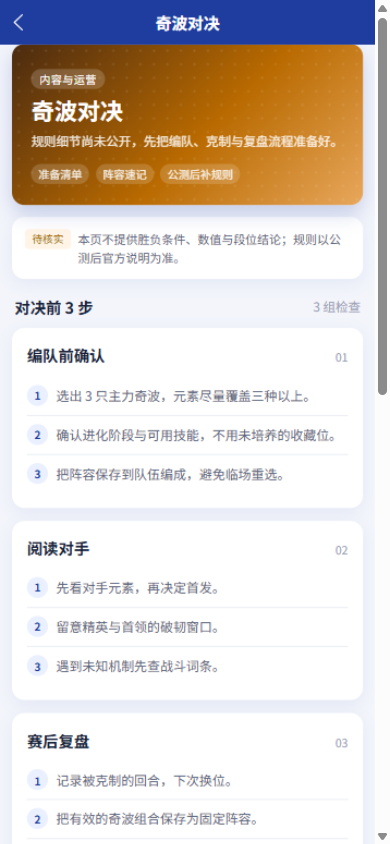 奇波对决
内容与运营
奇波对决
规则细节尚未公开，先把编队、克制与复盘流程准备好。
准备清单 阵容速记 公测后补规则
待核实 本页不提供胜负条件、数值与段位结论；规则以公
测后官方说明为准。
对决前 3 步 3 组检查
编队前确认 01
1 选出 3 只主力奇波，元素尽量覆盖三种以上。
2 确认进化阶段与可用技能，不用未培养的收藏位。
3 把阵容保存到队伍编成，避免临场重选。
阅读对手 02
1 先看对手元素，再决定首发。
2 留意精英与首领的破韧窗口。
3 遇到未知机制先查战斗词条。
赛后复盘 03
1 记录被克制的回合，下次换位。
2 把有效的奇波组合保存为固定阵容。